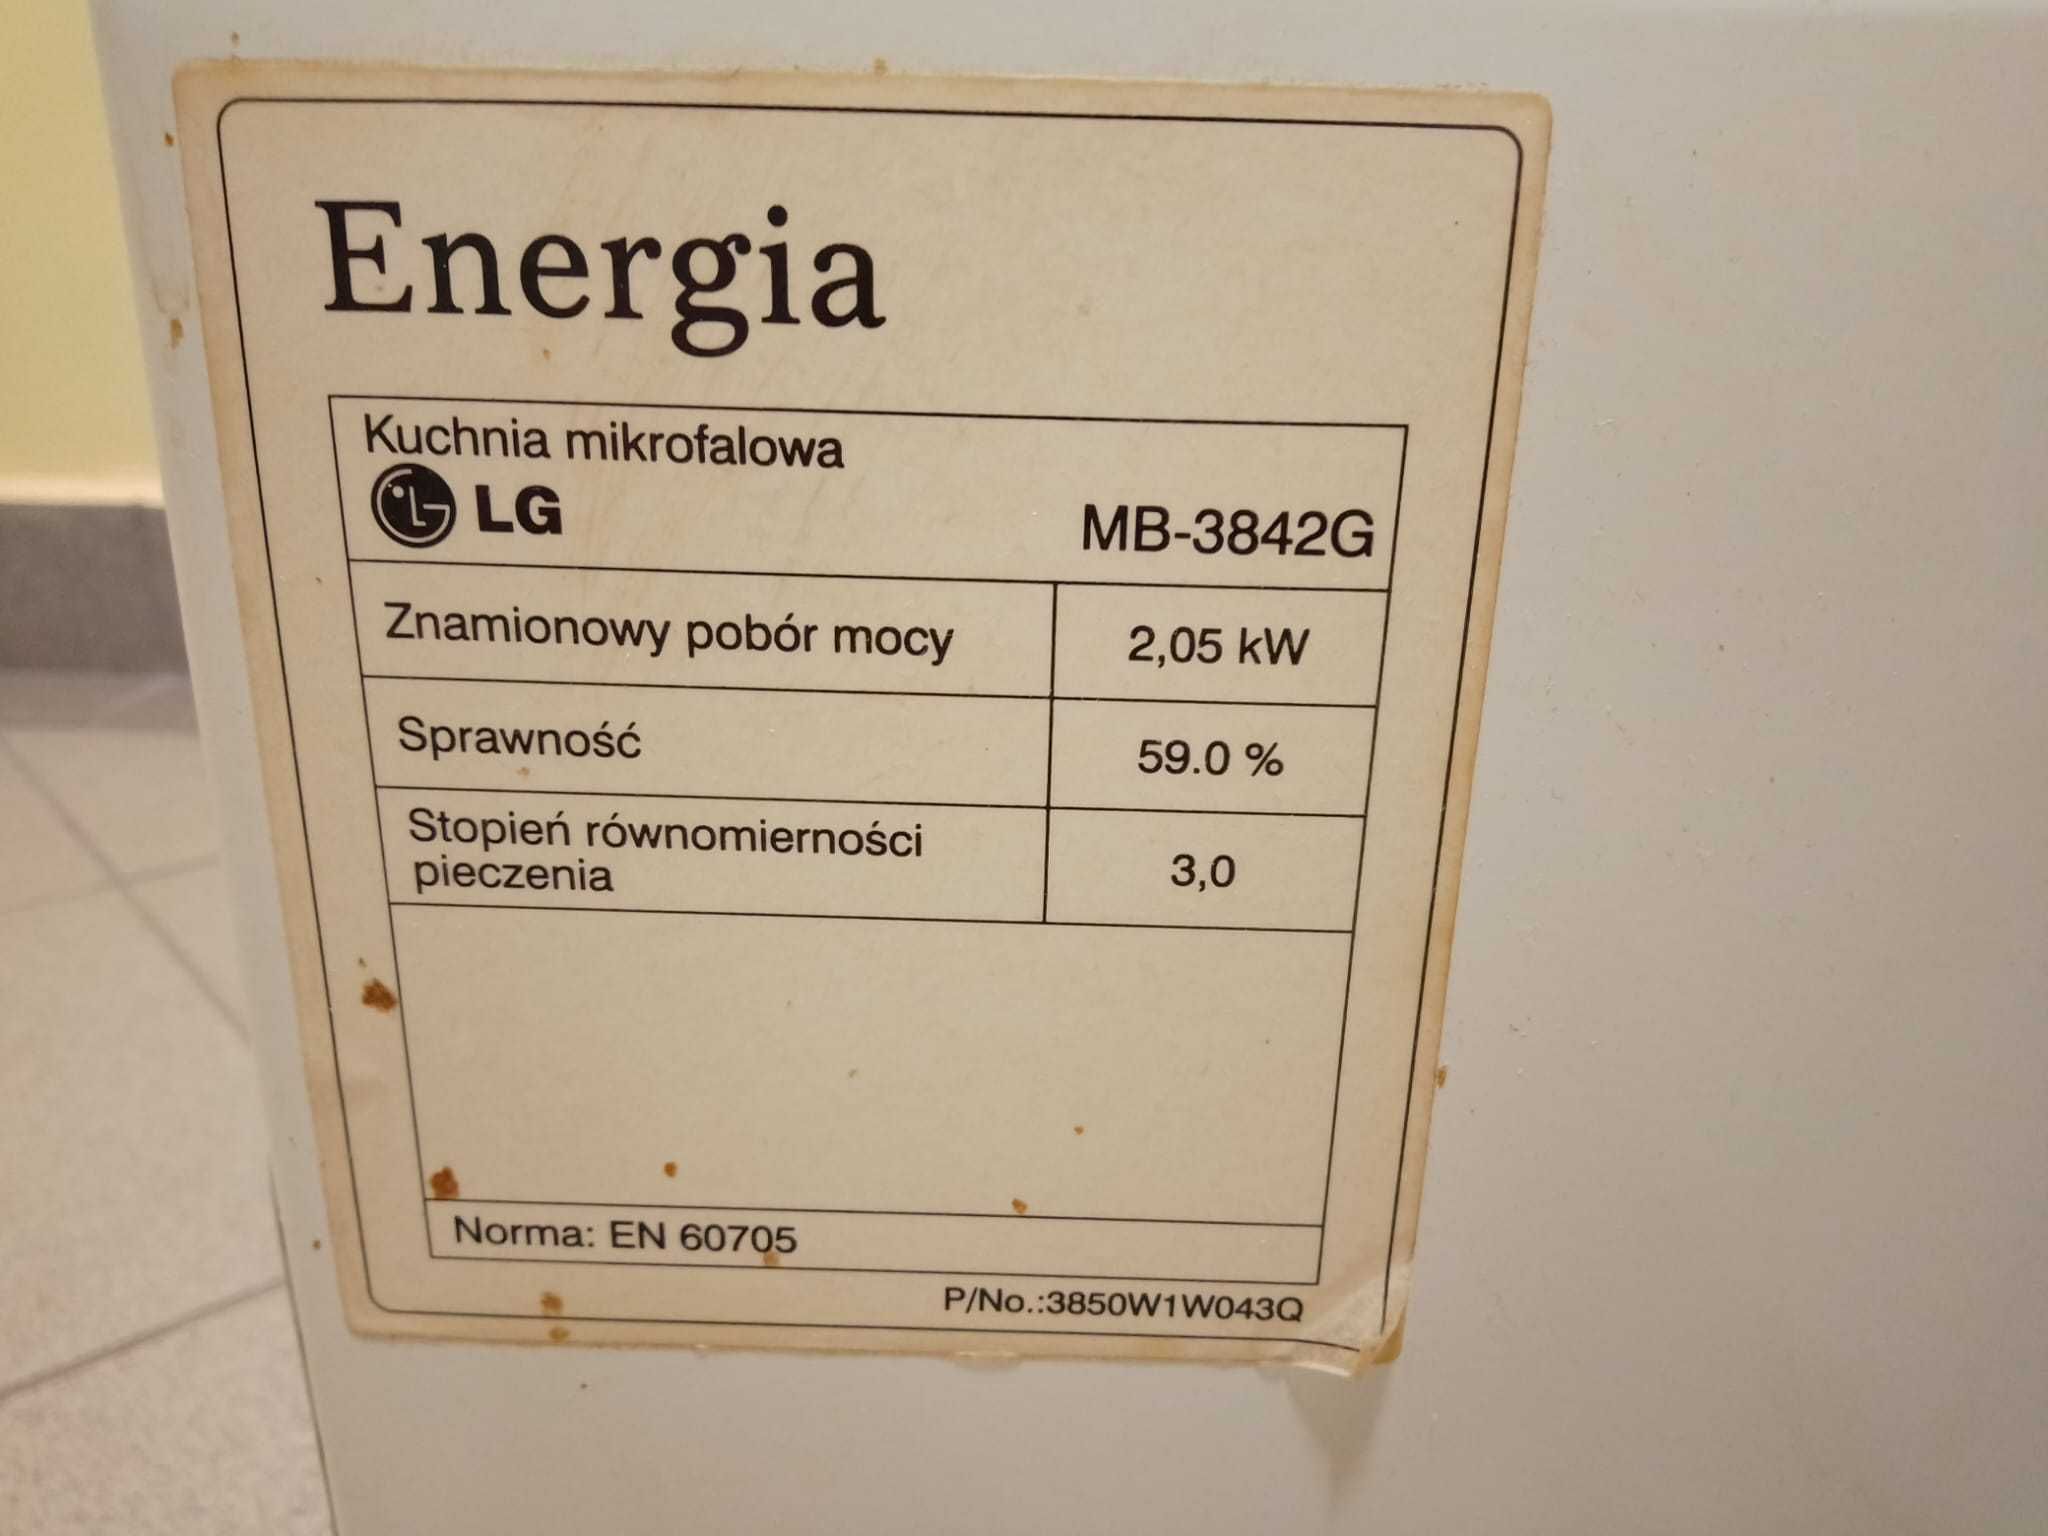 Energia
Kuchnia mikrofalowa
LG
MB-3842G
Znamionowy pobór mocy 2,05 kW
Sprawność 59.0 %
Stopień równomierności
pieczenia 3,0
Norma: EN 60705
P/No.:3850W1W043Q